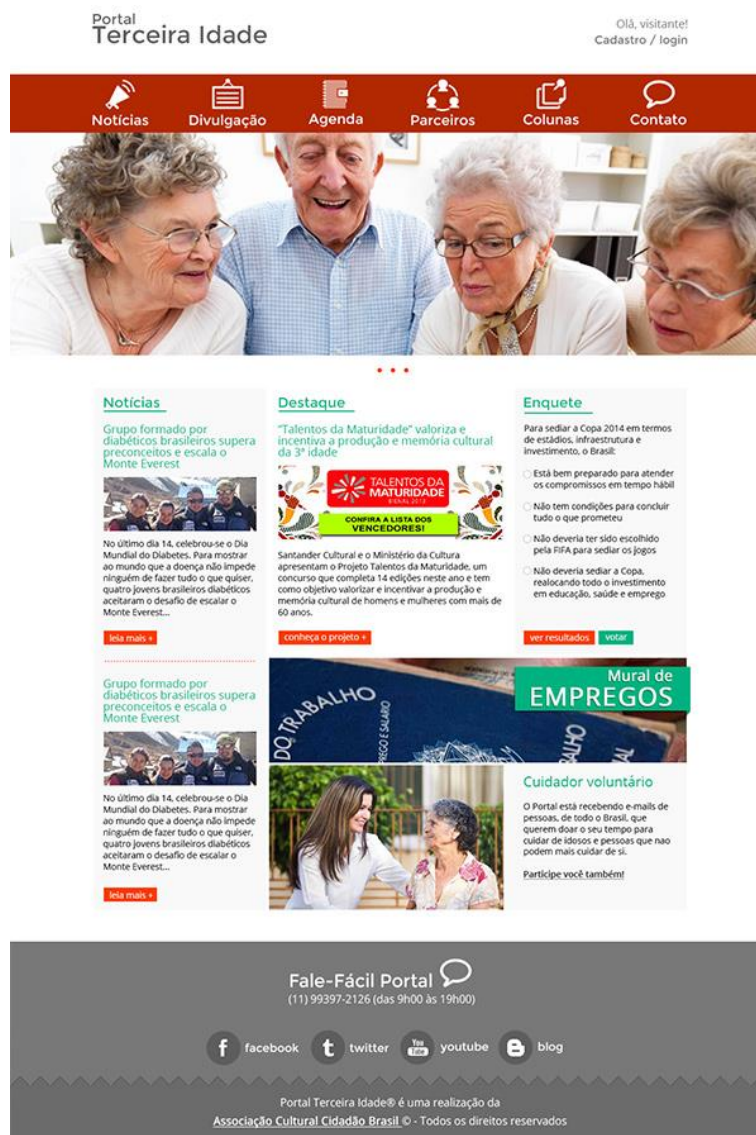 Portal
Terceira Idade
Olá, visitante!
Cadastro / login
Notícias
Divulgação
Agenda
Parceiros
Colunas
Contato
Notícias
Grupo formado por
diabéticos brasileiros supera
preconceitos e escala o
Monte Everest
No último dia 14, celebrou-se o Dia
Mundial do Diabetes. Para mostrar
ao mundo que a doença não impede
ninguém de fazer tudo o que quiser,
quatro jovens brasileiros diabéticos
aceitaram o desafio de escalar o
Monte Everest...
leia mais +
Grupo formado por
diabéticos brasileiros supera
preconceitos e escala o
Monte Everest
No último dia 14, celebrou-se o Dia
Mundial do Diabetes. Para mostrar
ao mundo que a doença não impede
ninguém de fazer tudo o que quiser,
quatro jovens brasileiros diabéticos
aceitaram o desafio de escalar o
Monte Everest...
leia mais +
Destaque
"Talentos da Maturidade" valoriza e
incentiva a produção e memória cultural
da 3ª idade
TALENTOS DA
MATURIDADE
BIENAL 2013
CONFIRA A LISTA DOS
VENCEDORES!
Santander Cultural e o Ministério da Cultura
apresentam o Projeto Talentos da Maturidade, um
concurso que completa 14 edições neste ano e tem
como objetivo valorizar e incentivar a produção e
memória cultural de homens e mulheres com mais de
60 anos.
conheça o projeto +
Enquete
Para sediar a Copa 2014 em termos
de estádios, infraestrutura e
investimento, o Brasil:
Está bem preparado para atender
os compromissos em tempo hábil
Não tem condições para concluir
tudo o que prometeu
Não deveria ter sido escolhido
pela FIFA para sediar os jogos
Não deveria sediar a Copa,
realocando todo o investimento
em educação, saúde e emprego
ver resultados
votar
DO TRABALHO
PREGO E SALARIO
ALHO
Mural de
EMPREGOS
Cuidador voluntário
O Portal está recebendo e-mails de
pessoas, de todo o Brasil, que
querem doar o seu tempo para
cuidar de idosos e pessoas que nao
podem mais cuidar de si.
Participe você também!
Fale-Fácil Portal
(11) 99397-2126 (das 9h00 às 19h00)
f facebook
t twitter
You Tube youtube
B blog
Portal Terceira Idade® é uma realização da
Associação Cultural Cidadão Brasil © - Todos os direitos reservados